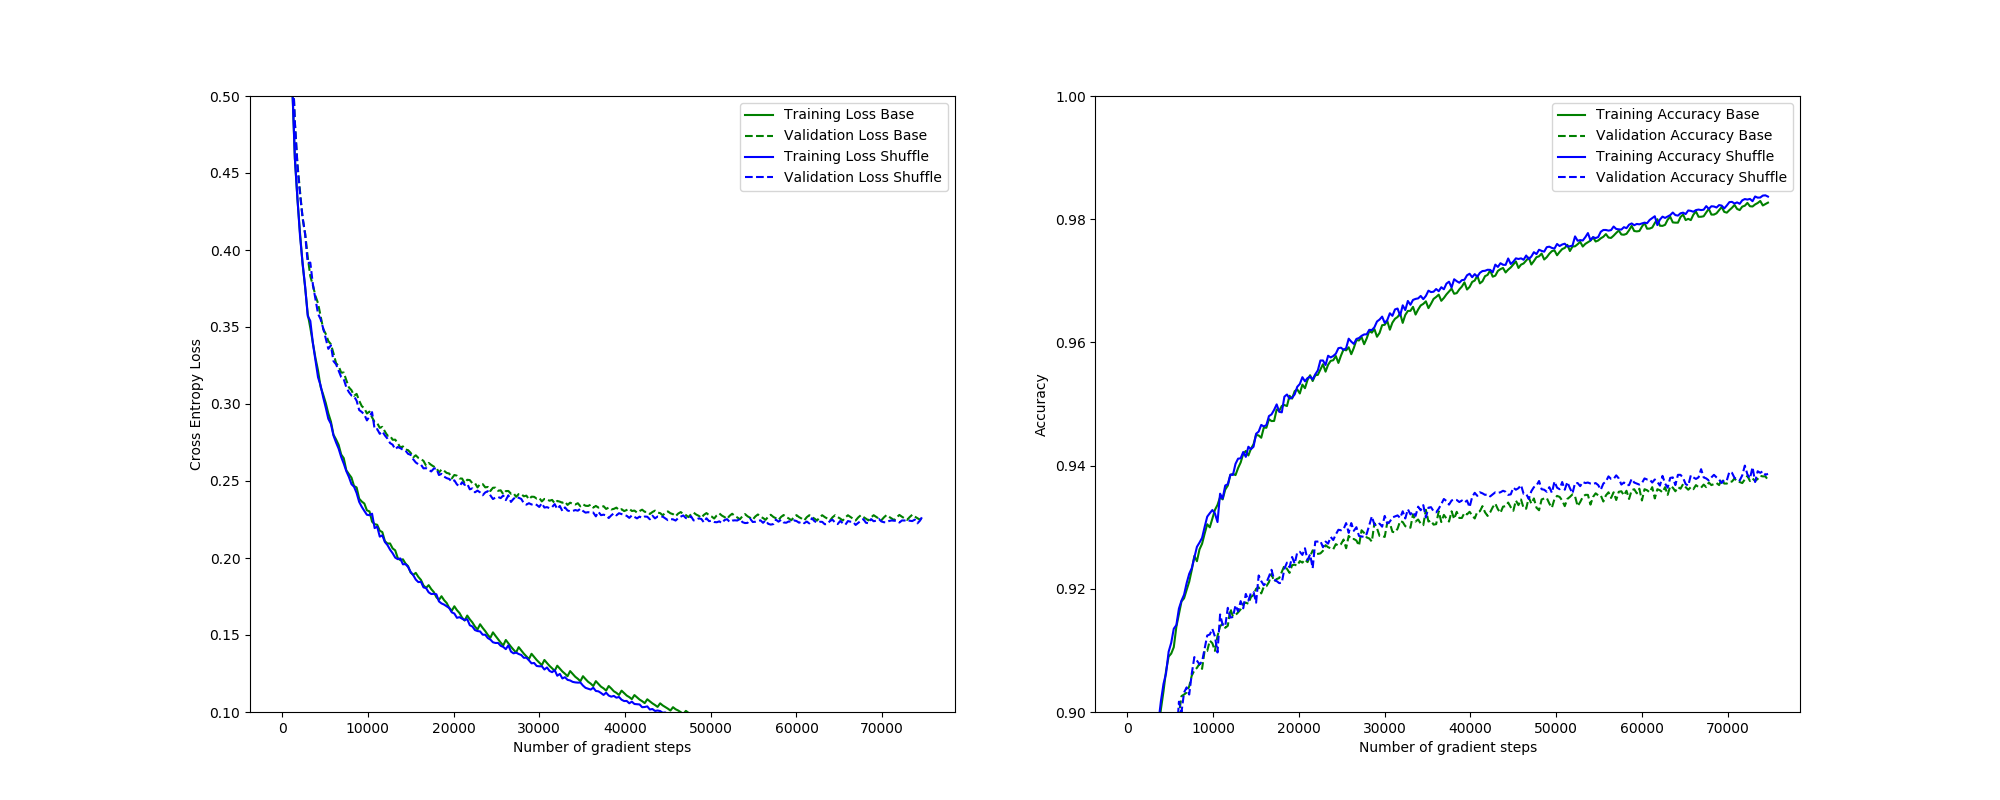 0.50
0.45
0.40
0.35
0.30
0.25
0.20
0.15
0.10
Cross Entropy Loss
0 10000 20000 30000 40000 50000 60000 70000
Number of gradient steps
Training Loss Base
Validation Loss Base
Training Loss Shuffle
Validation Loss Shuffle
1.00
0.98
0.96
0.94
0.92
0.90
Accuracy
0 10000 20000 30000 40000 50000 60000 70000
Number of gradient steps
Training Accuracy Base
Validation Accuracy Base
Training Accuracy Shuffle
Validation Accuracy Shuffle